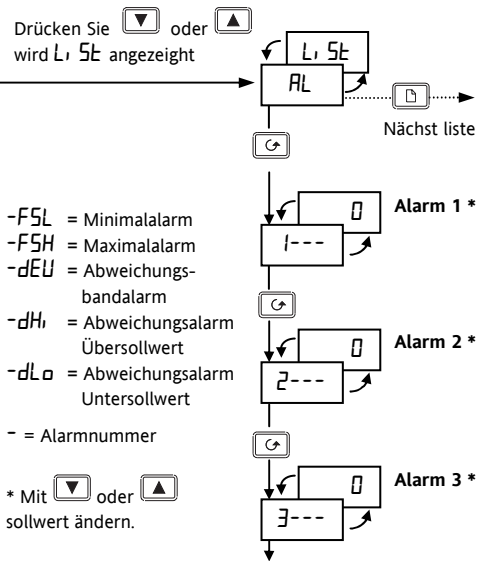 Drücken Sie oder
wird Li St angezeight
Li St
AL
Nächst liste
-FSL = Minimalalarm
-FSH = Maximalalarm
-dEU = Abweichungs-
bandalarm
-dHi = Abweichungsalarm
Übersollwert
-dLo = Abweichungsalarm
Untersollwert
- = Alarmnummer
* Mit oder
sollwert ändern.
0 Alarm 1 *
1---
0 Alarm 2 *
2---
0 Alarm 3 *
3---